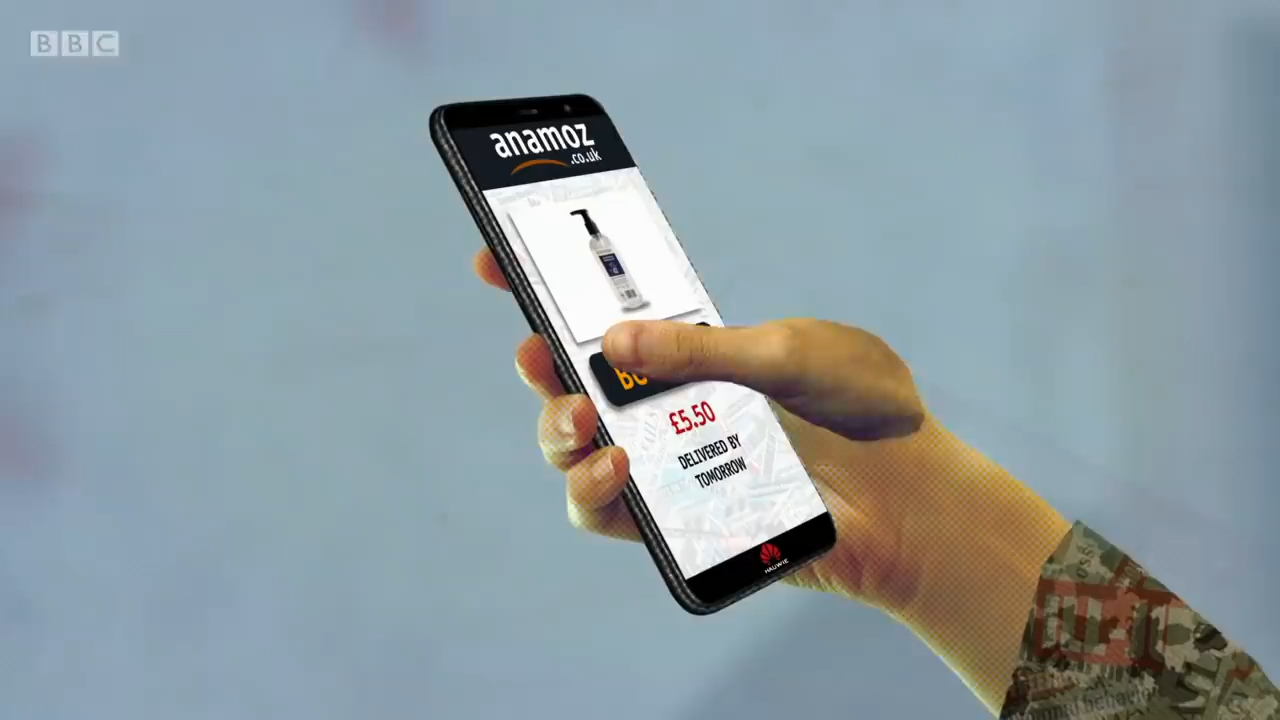 BBC
anamoz
.co.uk
£5.50
DELIVERED BY
TOMORROW
HAUWIE